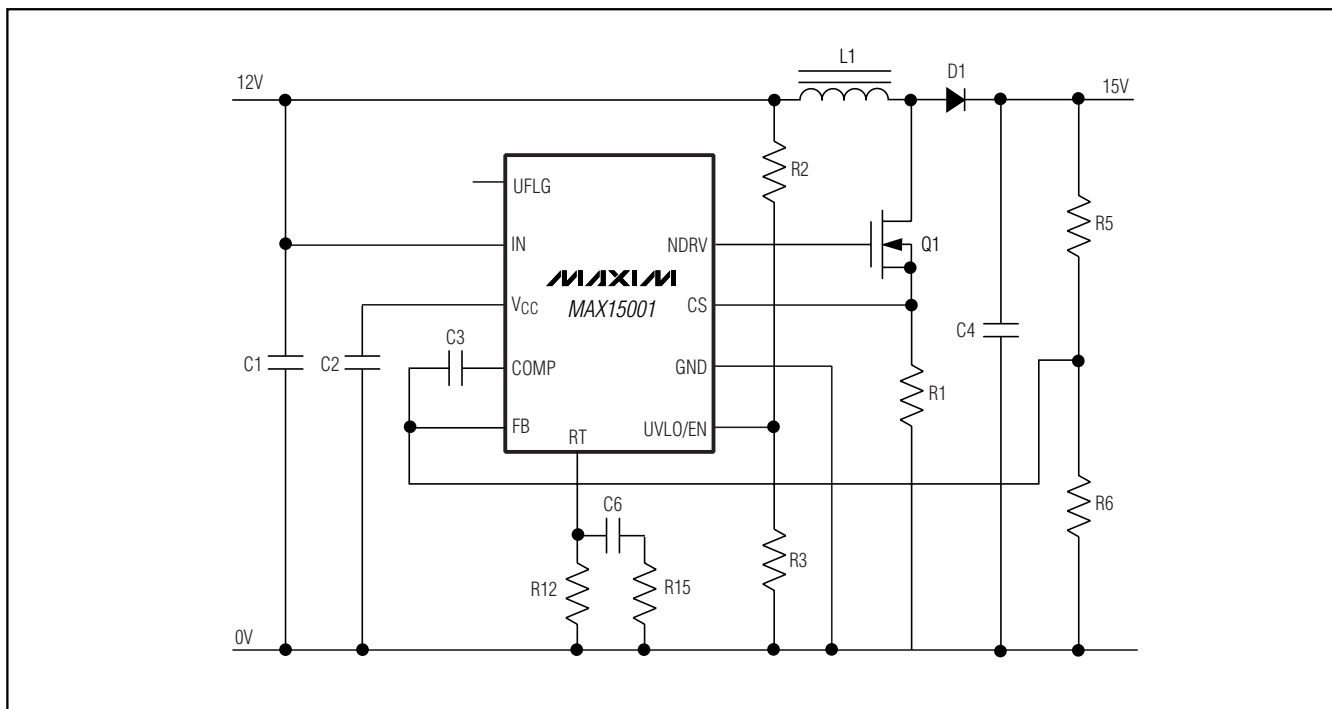 L1
D1
12V
15V
R2
UFLG
R5
IN
NDRV
Q1
MAXIM
MAX15001
VCC
CS
C4
C3
C1
C2
COMP
GND
R1
FB
UVLO/EN
RT
C6
R6
R3
R12
R15
0V